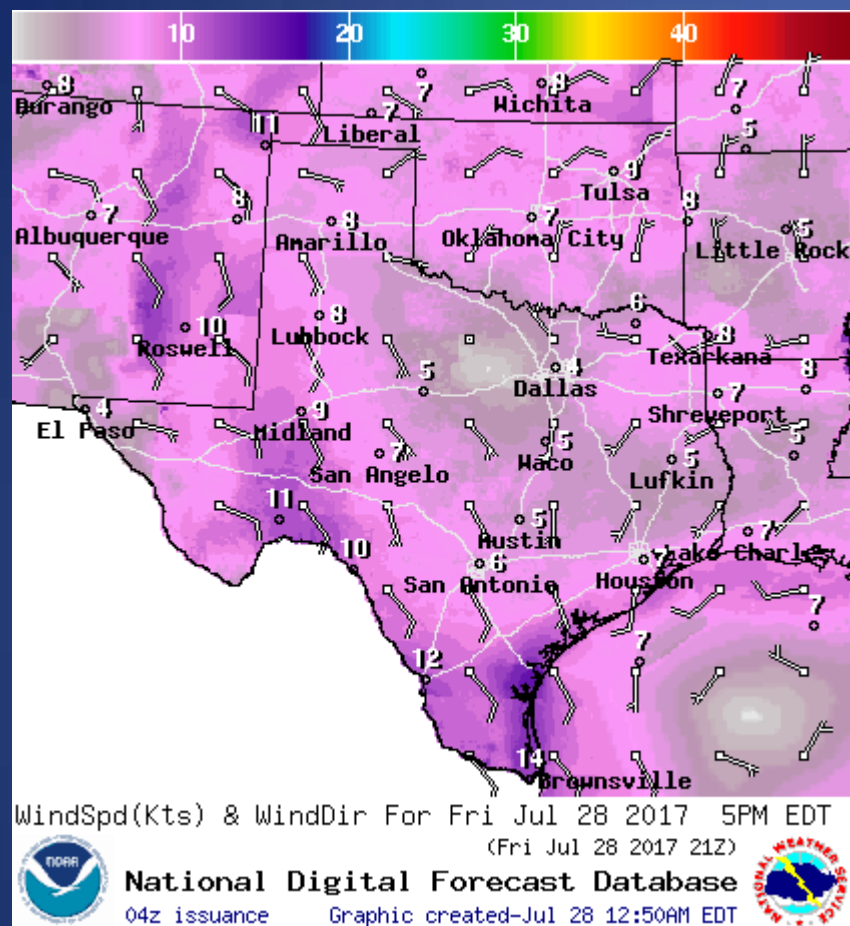 10 20 30 40
8 7 8 7
Durango Wichita
11 7
Liberal 5
9
Tulsa
7 8 8 7 8 5
Albuquerque Amarillo Oklahoma City Little Rock
10 8 6 8
Roswell Lubbock Texarkana
5 4 7 8
Dallas
4 9 Shreveport
El Paso Midland 7 5 5 5
San Angelo Waco Lufkin
11 5 7
Austin Lake Charles
10 6 7
San Antonio Houston
7
12 7
14
Brownsville
WindSpd(Kts) & WindDir For Fri Jul 28 2017 5PM EDT
(Fri Jul 28 2017 21Z)
NOAA
National Digital Forecast Database
04z issuance Graphic created-Jul 28 12:50AM EDT
NATIONAL WEATHER SERVICE